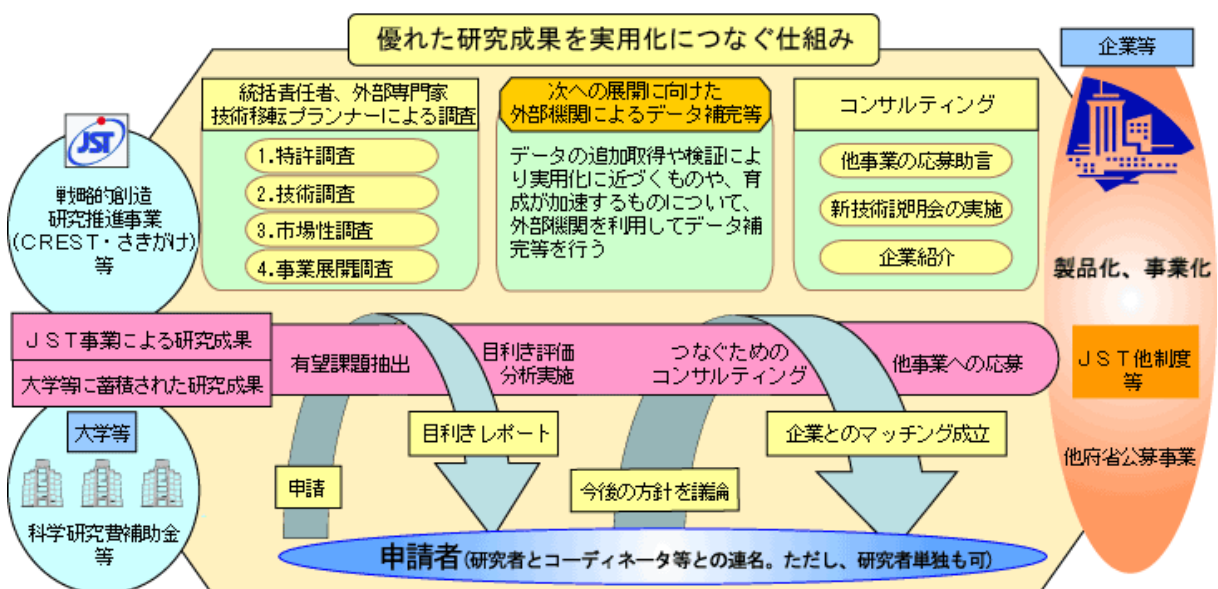 優れた研究成果を実用化につなぐ仕組み
企業等
統括責任者、外部専門家
技術移転プランナーによる調査
1.特許調査
2.技術調査
3.市場性調査
4.事業展開調査
次への展開に向けた
外部機関によるデータ補完等
データの追加取得や検証によ
り実用化に近づくものや、育
成が加速するものについて、
外部機関を利用してデータ補
完等を行う
コンサルティング
他事業の応募助言
新技術説明会の実施
企業紹介
JST
戦略的創造
研究推進事業
(CREST・さきがけ)
等
製品化、事業化
JST事業による研究成果
大学等に蓄積された研究成果
有望課題抽出
目利き評価
分析実施
つなぐための
コンサルティング
他事業への応募
JST他制度
等
大学等
科学研究費補助金
等
申請
目利きレポート
今後の方針を議論
企業とのマッチング成立
他府省公募事業
申請者(研究者とコーディネータ等との連名。ただし、研究者単独も可)